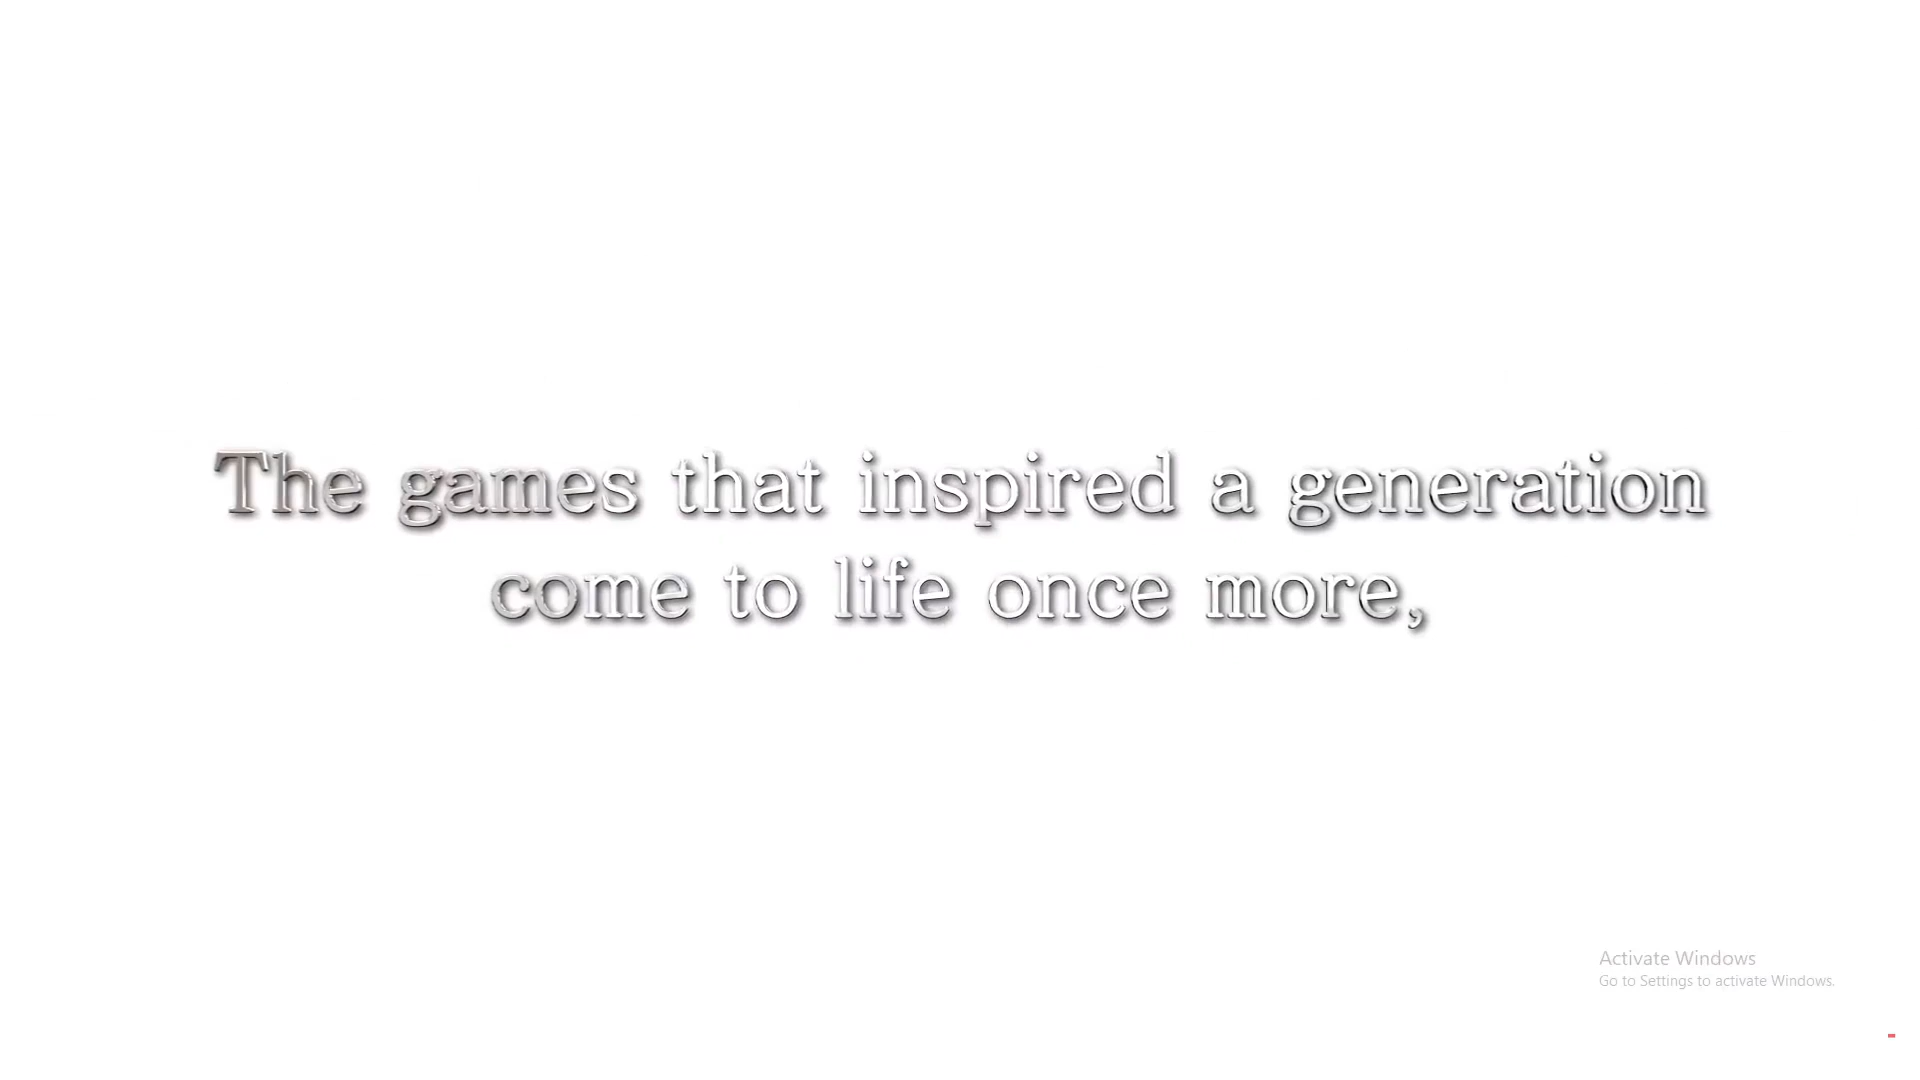 The games that inspired a generation
come to life once more,
Activate Windows
Go to Settings to activate Windows.